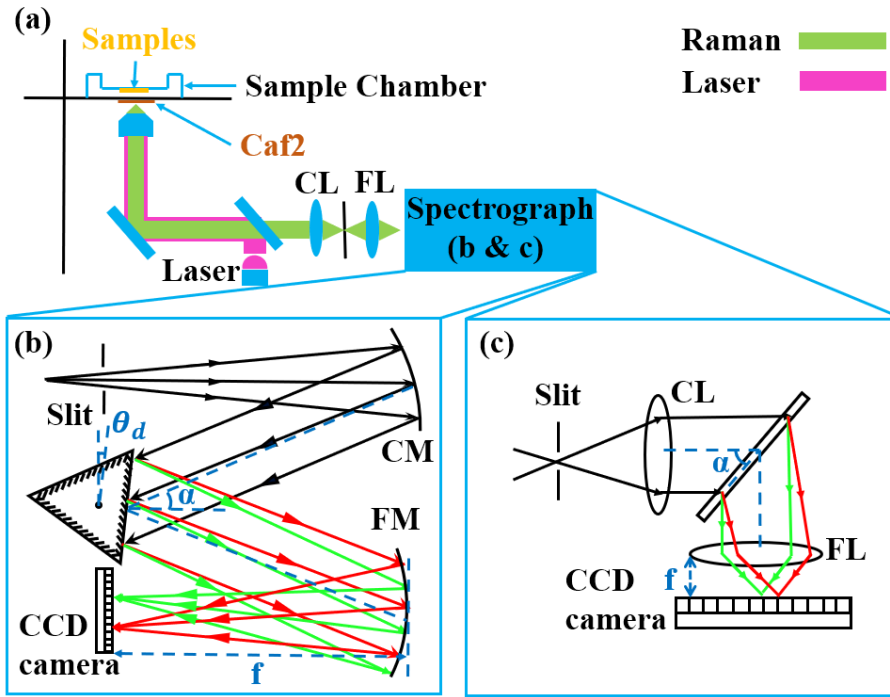 (a)
Samples
Sample Chamber
Caf2
Raman
Laser
CL
FL
Spectrograph
(b & c)
Laser
(b)
Slit
θd
CM
α
FM
CCD
camera
f
(c)
Slit
CL
α
FL
f
CCD
camera